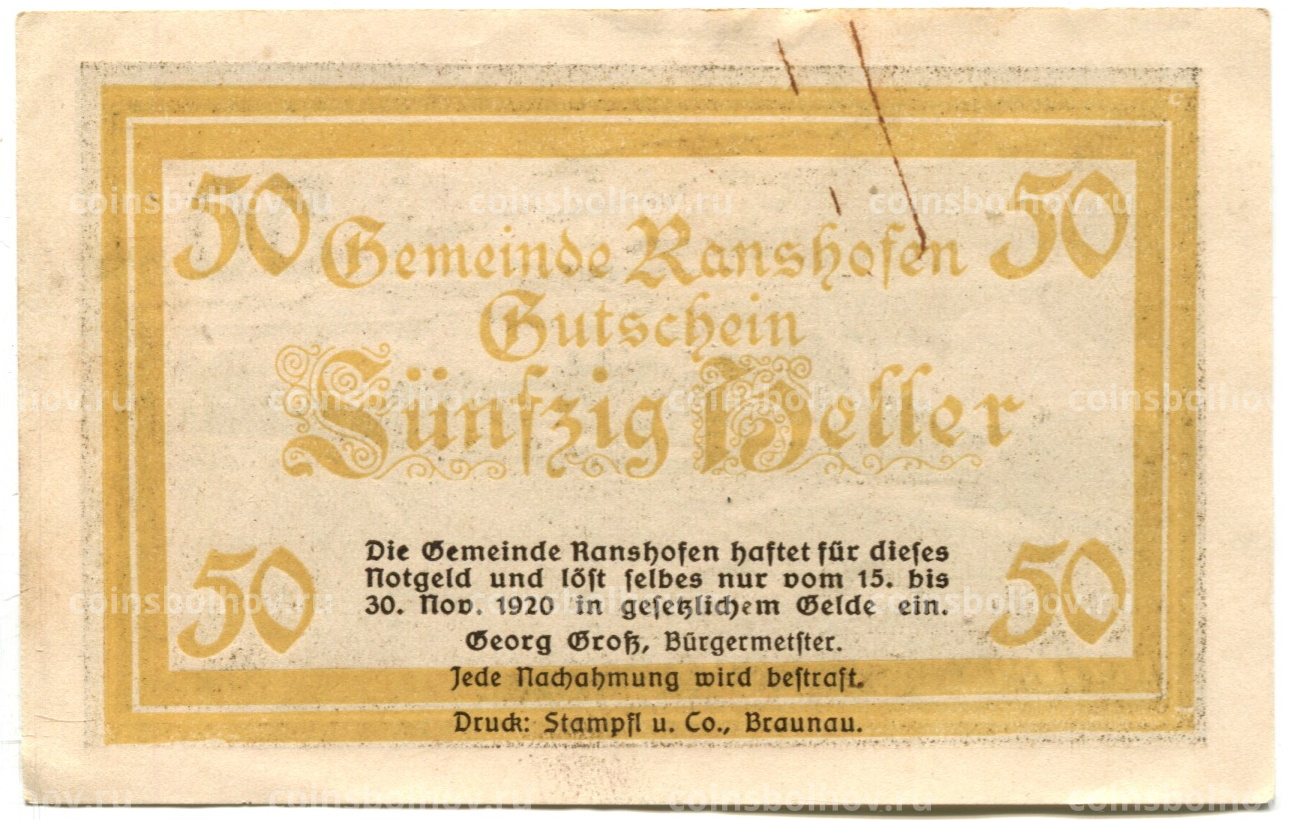 50 50
Gemeinde Ranshofen
Gutschein
Fünfzig Heller
Die Gemeinde Ranshofen haftet für dieses
Notgeld und löst selbes nur vom 15. bis
30. Nov. 1920 in gesetzlichem Gelde ein.
50 50
Georg Groß, Bürgermeister.
Jede Nachahmung wird bestraft.
Druck: Stampfl u. Co., Braunau.
coinsbolhov.ru